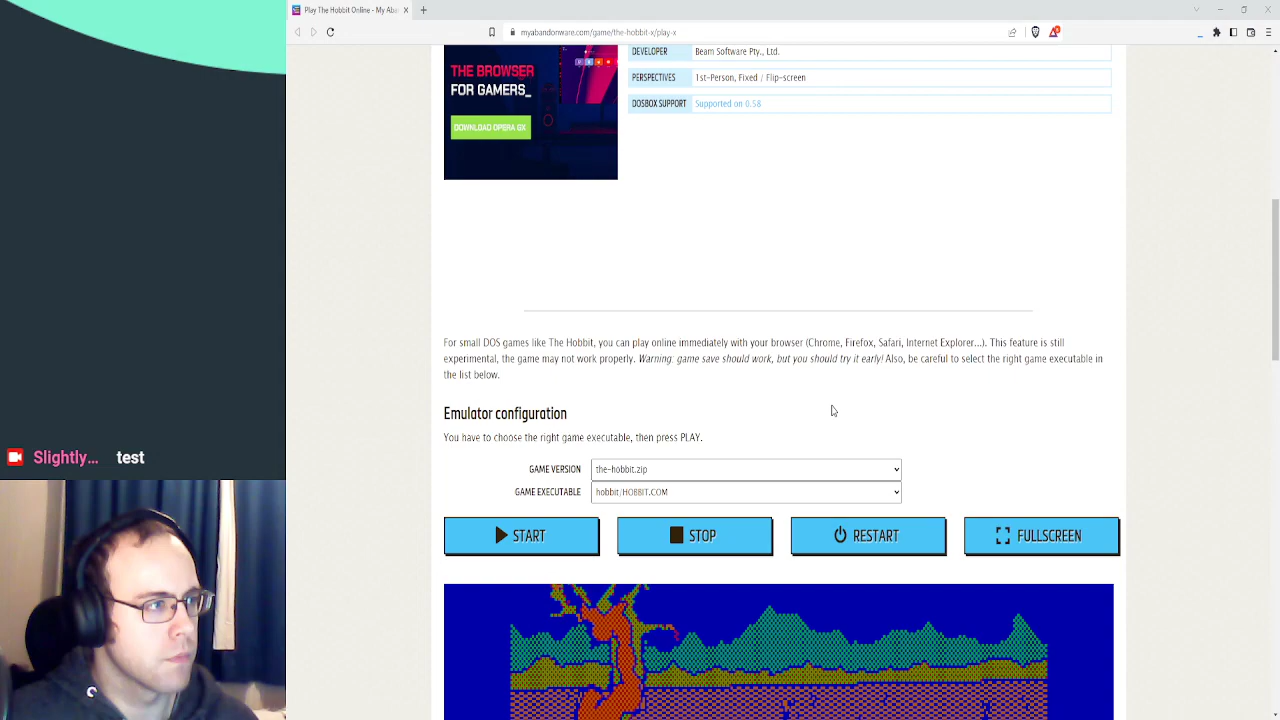 Play The Hobbit Online - My Aba
myabandonware.com/game/the-hobbit-x/play-x
THE BROWSER
FOR GAMERS_
DOWNLOAD OPERA GX
DEVELOPER Beam Software Pty., Ltd.
PERSPECTIVES 1st-Person, Fixed / Flip-screen
DOSBOX SUPPORT Supported on 0.58
For small DOS games like The Hobbit, you can play online immediately with your browser (Chrome, Firefox, Safari, Internet Explorer...). This feature is still
experimental, the game may not work properly. Warning: game save should work, but you should try it early! Also, be careful to select the right game executable in
the list below.
Emulator configuration
You have to choose the right game executable, then press PLAY.
GAME VERSION the-hobbit.zip
GAME EXECUTABLE hobbit/HOBBIT.COM
START STOP RESTART FULLSCREEN
Slightly... test